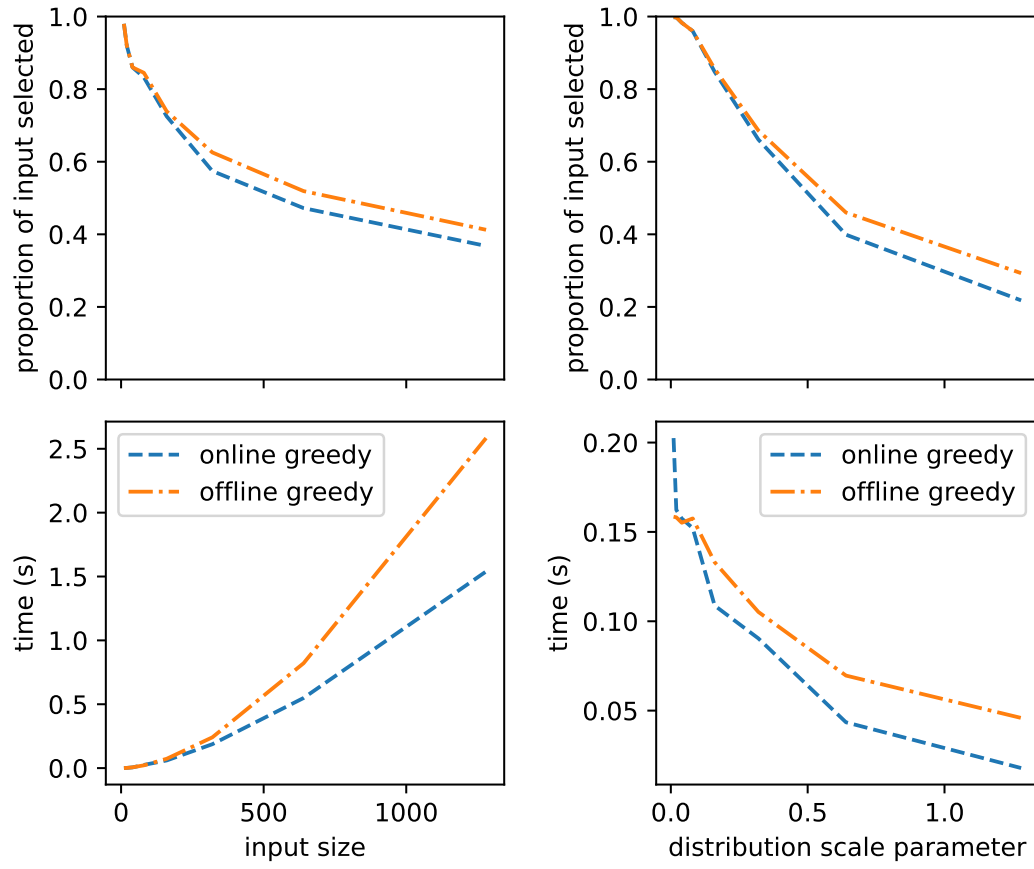 proportion of input selected
1.0
0.8
0.6
0.4
0.2
0.0
proportion of input selected
1.0
0.8
0.6
0.4
0.2
0.0
time (s)
2.5
2.0
1.5
1.0
0.5
0.0
online greedy
offline greedy
0
500
1000
input size
time (s)
0.20
0.15
0.10
0.05
online greedy
offline greedy
0.0
0.5
1.0
distribution scale parameter